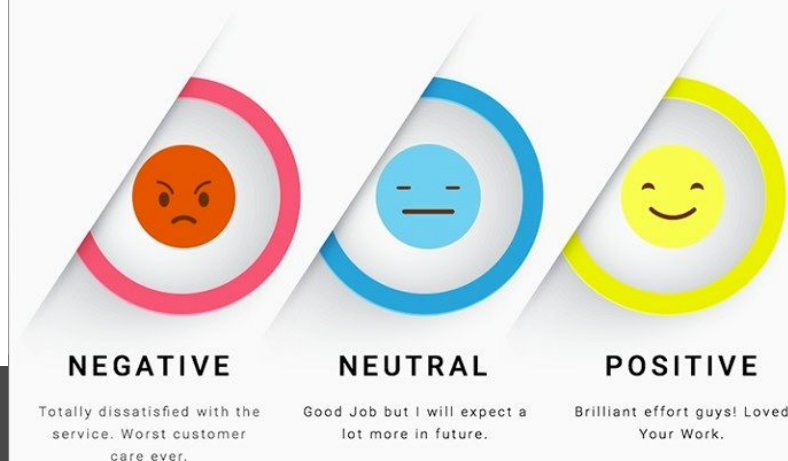 NEGATIVE
Totally dissatisfied with the
service. Worst customer
care ever.
NEUTRAL
Good Job but I will expect a
lot more in future.
POSITIVE
Brilliant effort guys! Loved
Your Work.